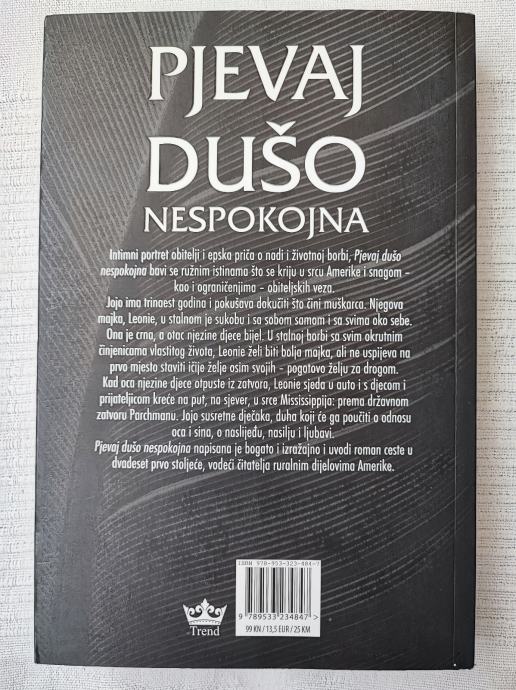 PJEVAJ
DUŠO
NESPOKOJNA
Intimni portret obitelji i epska priča o nadi i životnoj borbi, Pjevaj dušo
nespokojna bavi se ružnim istinama što se kriju u srcu Amerike i snagom –
kao i ograničenjima – obiteljskih veza.
Jojo ima trinaest godina i pokušava dokučiti što čini muškarca. Njegova
majka, Leonie, u stalnom je sukobu i sa sobom samom i sa svima oko sebe.
Ona je crna, a otac njezine djece bijel. U stalnoj borbi sa svim okrutnim
činjenicama vlastitog života, Leonie želi biti bolja majka, ali ne uspijeva na
prvo mjesto staviti ičije želje osim svojih – pogotovo želju za drogom.
Kad oca njezine djece otpuste iz zatvora, Leonie sjeda u auto i s djecom i
prijateljicom kreće na put, na sjever, u srce Mississippija: prema državnom
zatvoru Parchmanu. Jojo susretne dječaka, duha koji će ga poučiti o odnosu
oca i sina, o naslijeđu, nasilju i ljubavi.
Pjevaj dušo nespokojna napisana je bogato i izražajno i uvodi roman ceste u
dvadeset prvo stoljeće, vodeći čitatelja ruralnim dijelovima Amerike.
ISBN 978-953-323-484-7
9 789533 234847 >
Trend
99 KN / 13,5 EUR / 25 KM